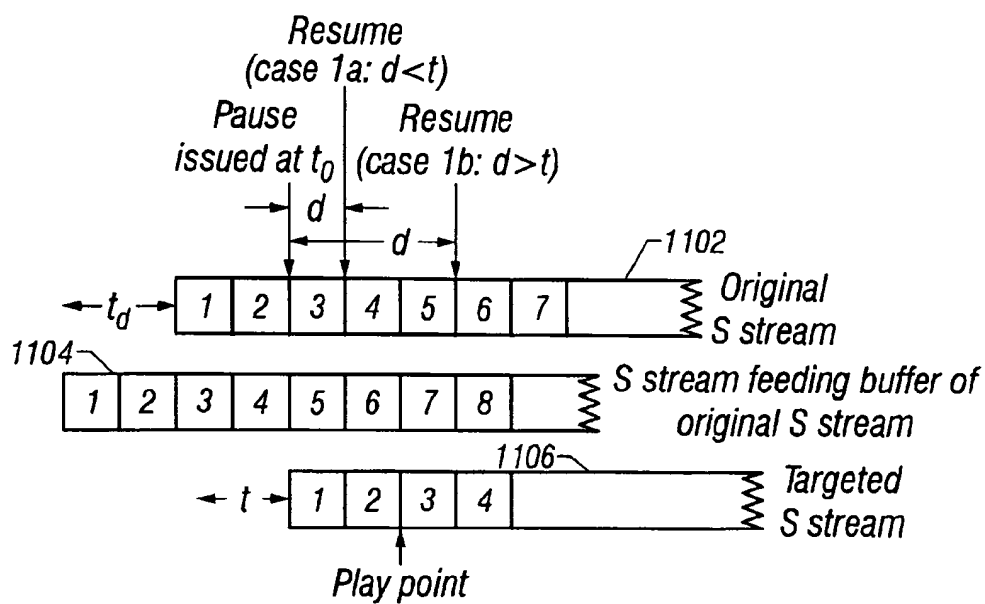 Resume
(case 1a: d<t)
Pause
issued at t0
Resume
(case 1b: d>t)
d
d
1102
td
1 2 3 4 5 6 7
Original
S stream
1104
1 2 3 4 5 6 7 8
S stream feeding buffer of
original S stream
1106
t
1 2 3 4
Targeted
S stream
Play point